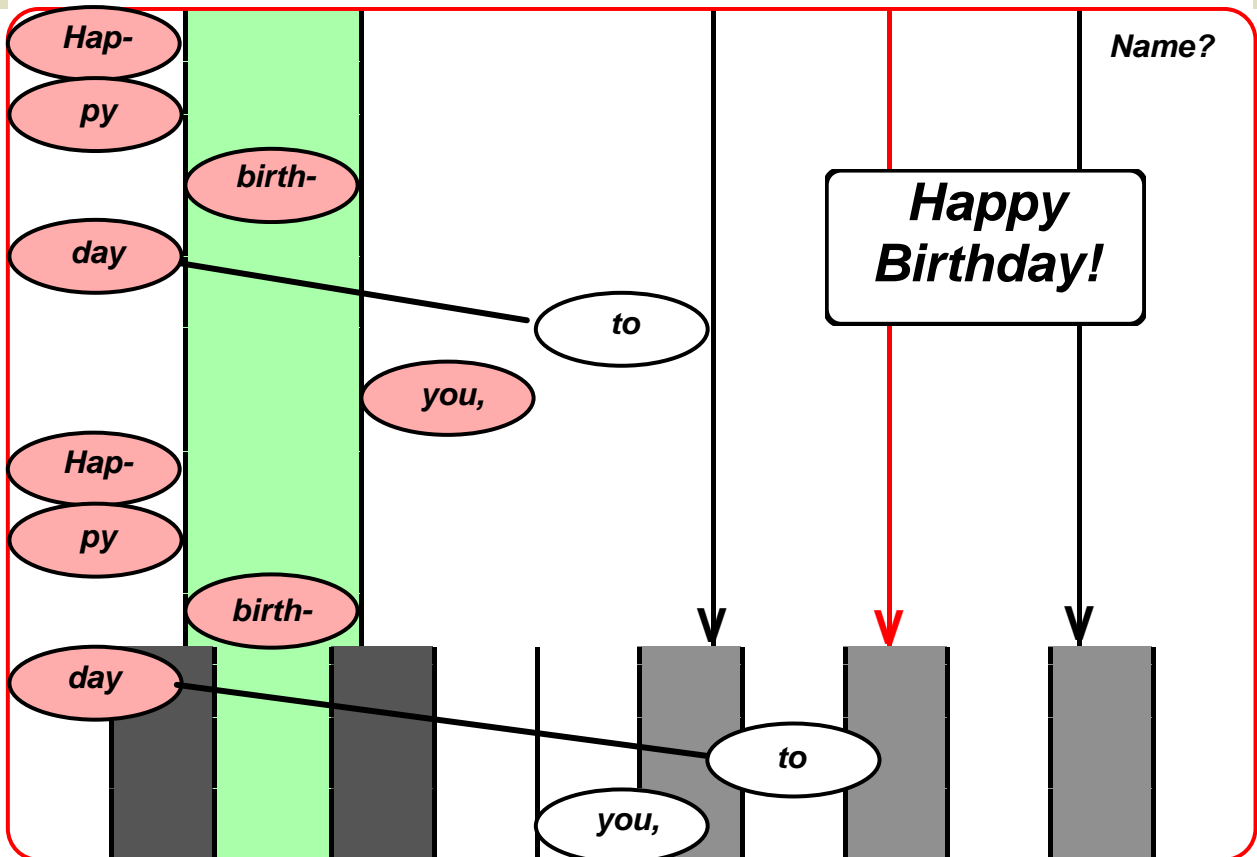 Hap-
Name?
py
birth-
Happy
Birthday!
day
to
you,
Hap-
py
birth-
day
to
you,